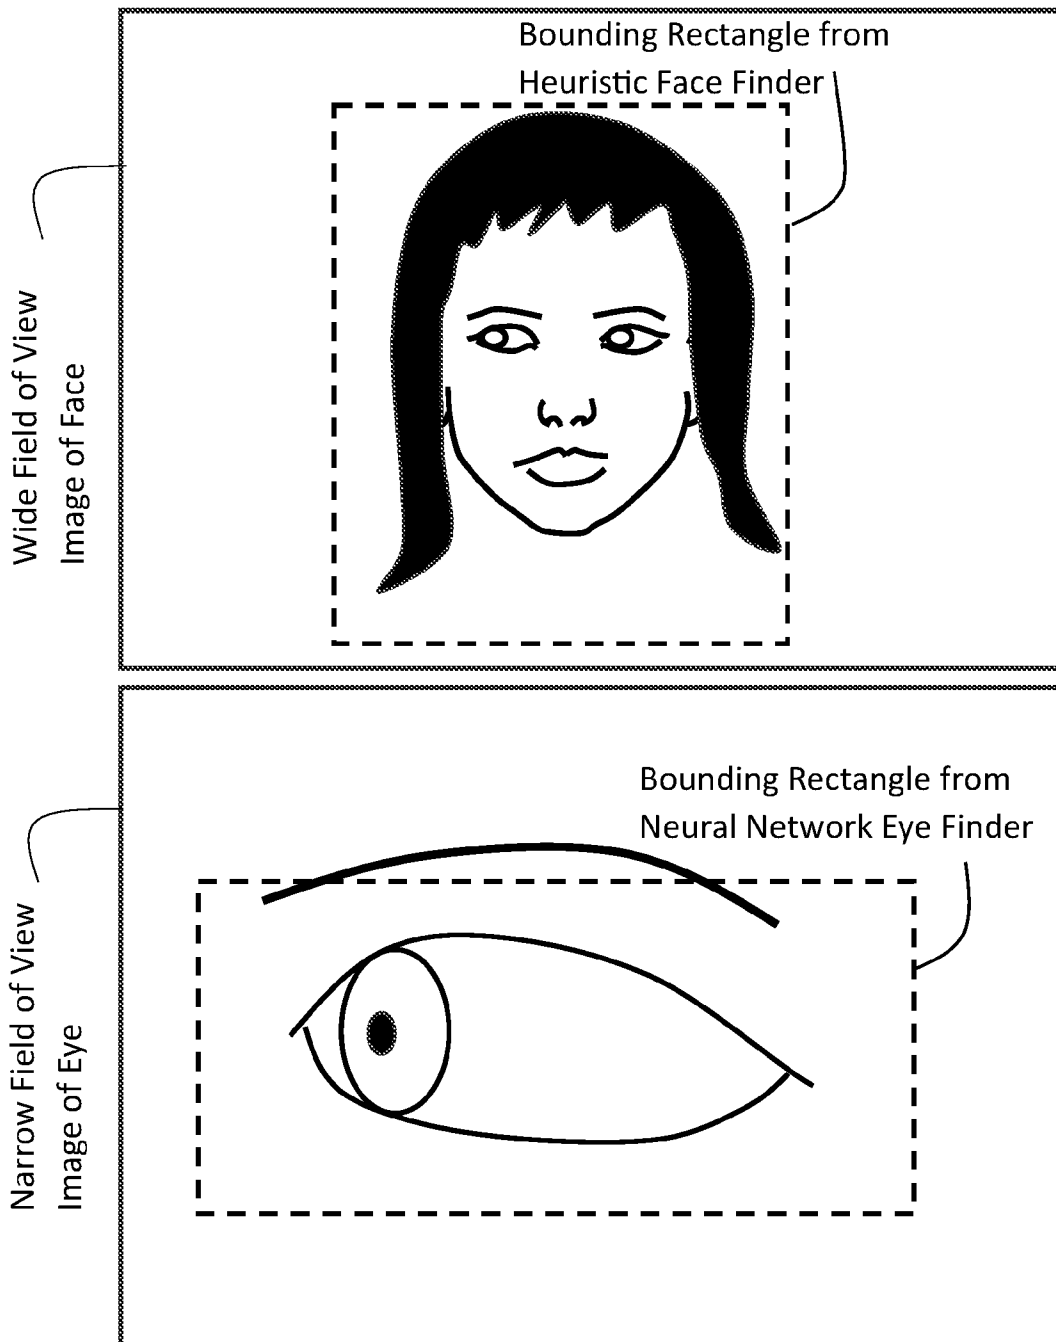 Bounding Rectangle from
Heuristic Face Finder
Wide Field of View
Image of Face
Bounding Rectangle from
Neural Network Eye Finder
Narrow Field of View
Image of Eye